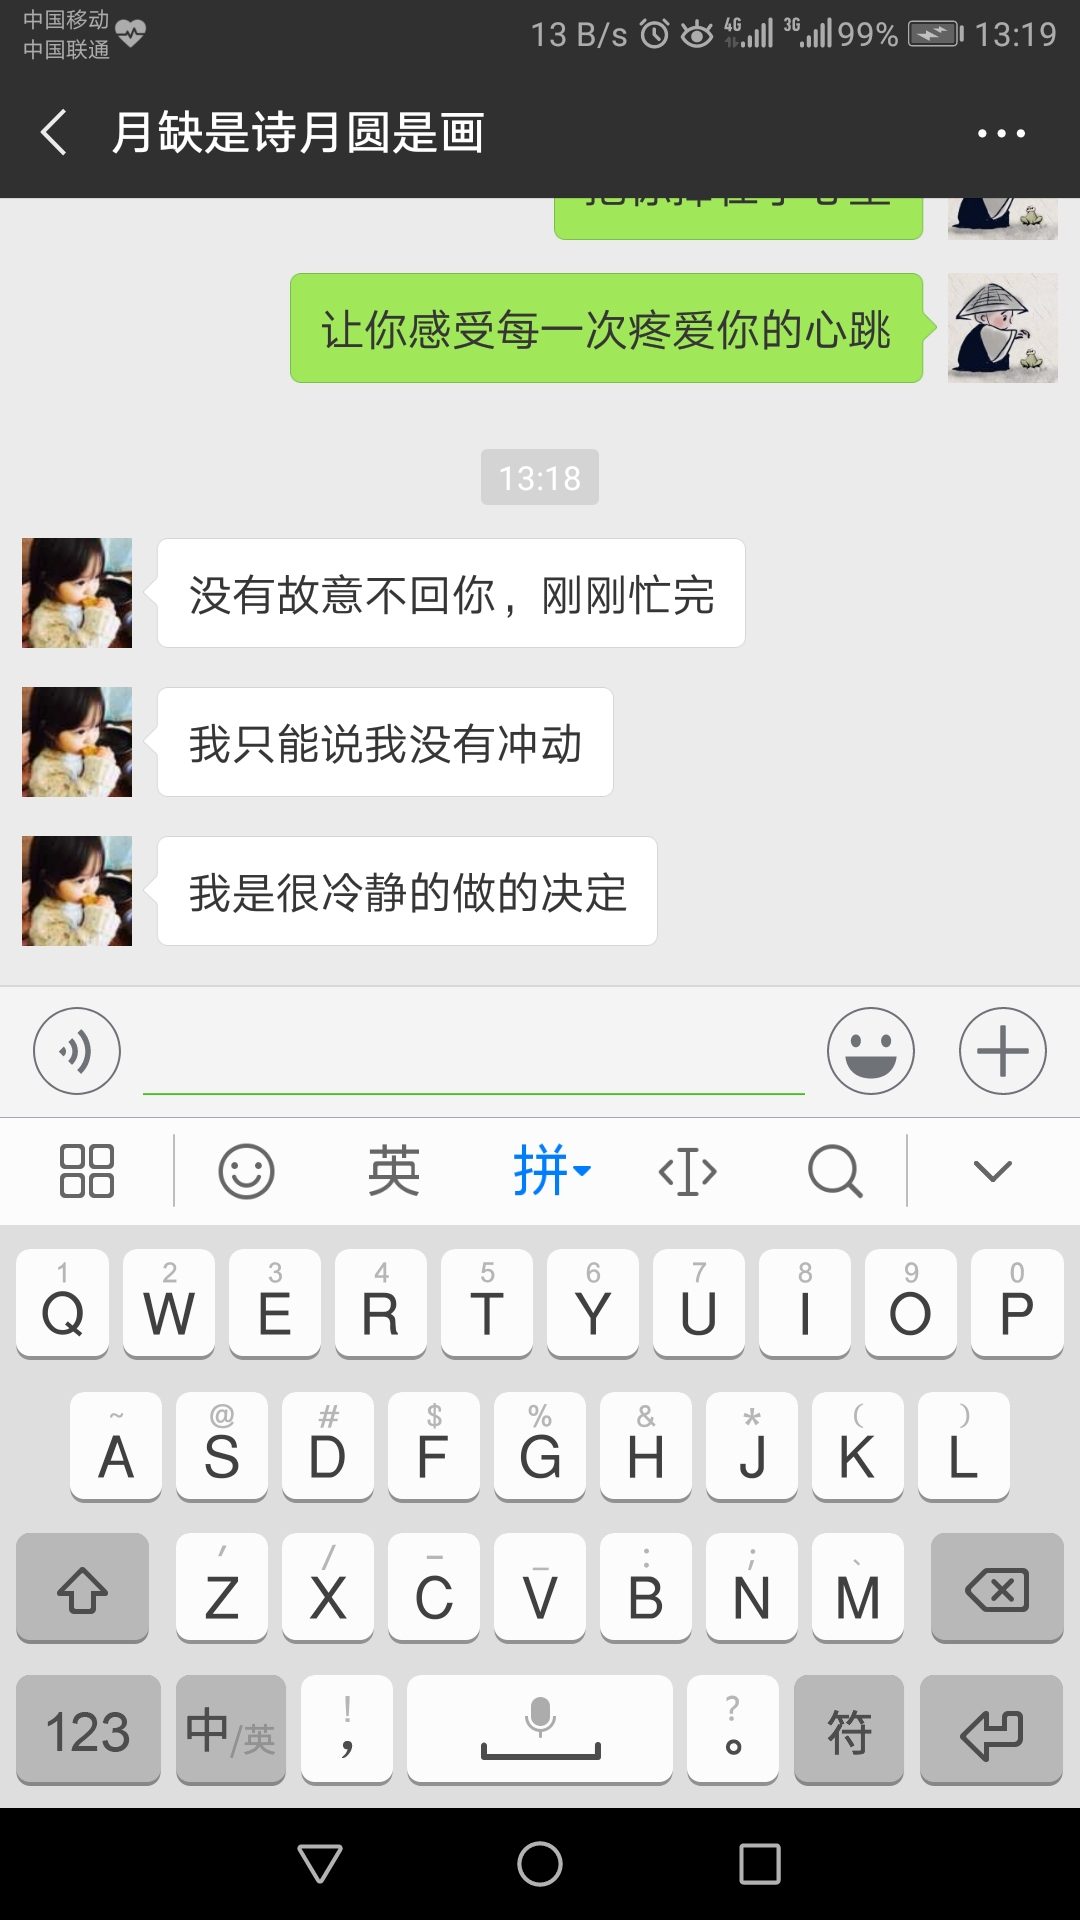 中国移动
中国联通
13 B/s 4G 3G 99% 13:19
月缺是诗月圆是画
让你感受每一次疼爱你的心跳
13:18
没有故意不回你，刚刚忙完
我只能说我没有冲动
我是很冷静的做的决定
英 拼
1 2 3 4 5 6 7 8 9 0
Q W E R T Y U I O P
~ @ # $ % & * ( )
A S D F G H J K L
′ / – _ : ; 、
Z X C V B N M
! ?
123 中/英 ， 。 符